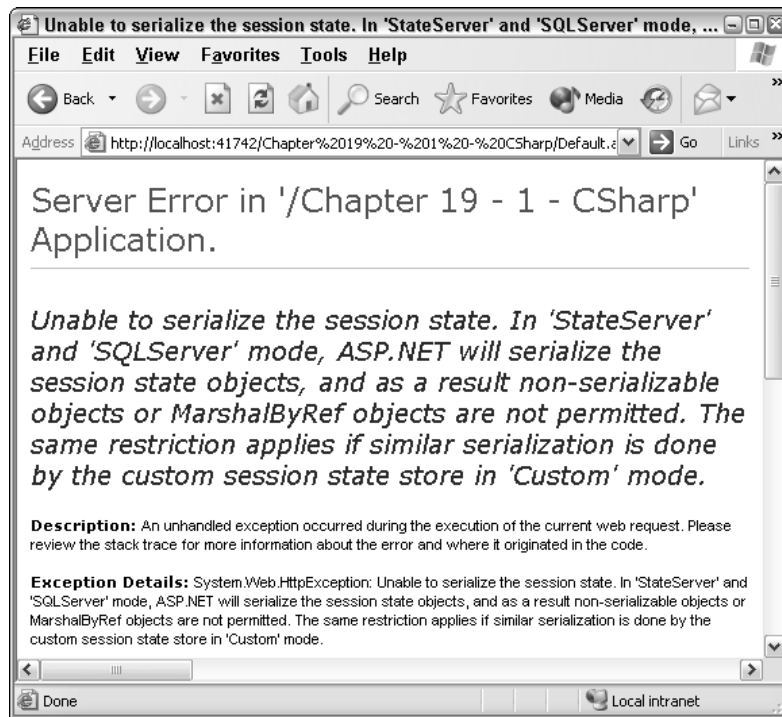 Unable to serialize the session state. In 'StateServer' and 'SQLServer' mode, ...
File Edit View Favorites Tools Help
Back Search Favorites Media
Address http://localhost:41742/Chapter%2019%20-%201%20-%20CSharp/Default.a Go Links
Server Error in '/Chapter 19 - 1 - CSharp'
Application.
Unable to serialize the session state. In 'StateServer'
and 'SQLServer' mode, ASP.NET will serialize the
session state objects, and as a result non-serializable
objects or MarshalByRef objects are not permitted. The
same restriction applies if similar serialization is done
by the custom session state store in 'Custom' mode.
Description: An unhandled exception occurred during the execution of the current web request. Please
review the stack trace for more information about the error and where it originated in the code.
Exception Details: System.Web.HttpException: Unable to serialize the session state. In 'StateServer' and
'SQLServer' mode, ASP.NET will serialize the session state objects, and as a result non-serializable objects or
MarshalByRef objects are not permitted. The same restriction applies if similar serialization is done by the
custom session state store in 'Custom' mode.
Done Local intranet